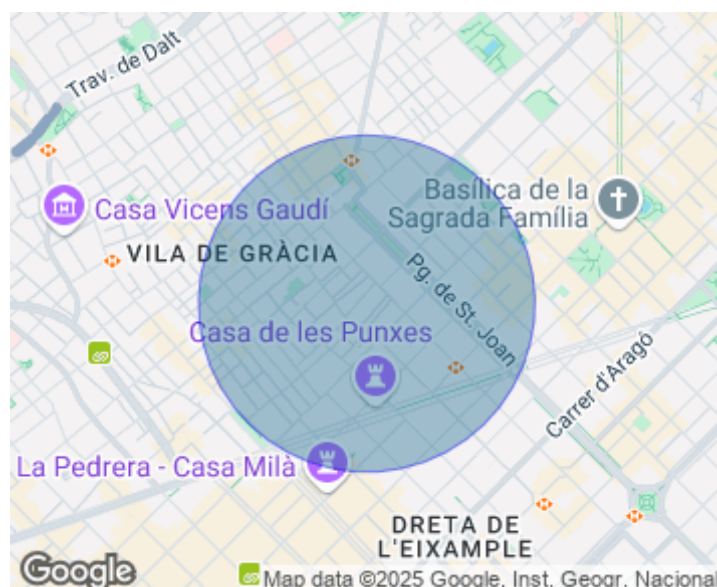 Trav. de Dalt
Casa Vicens Gaudí
Basílica de la
Sagrada Família
VILA DE GRÀCIA
Pg. de St. Joan
Casa de les Punxes
Carrer d'Aragó
La Pedrera - Casa Milà
DRETA DE
L'EIXAMPLE
Google
Map data ©2025 Google, Inst. Geogr. Nacional